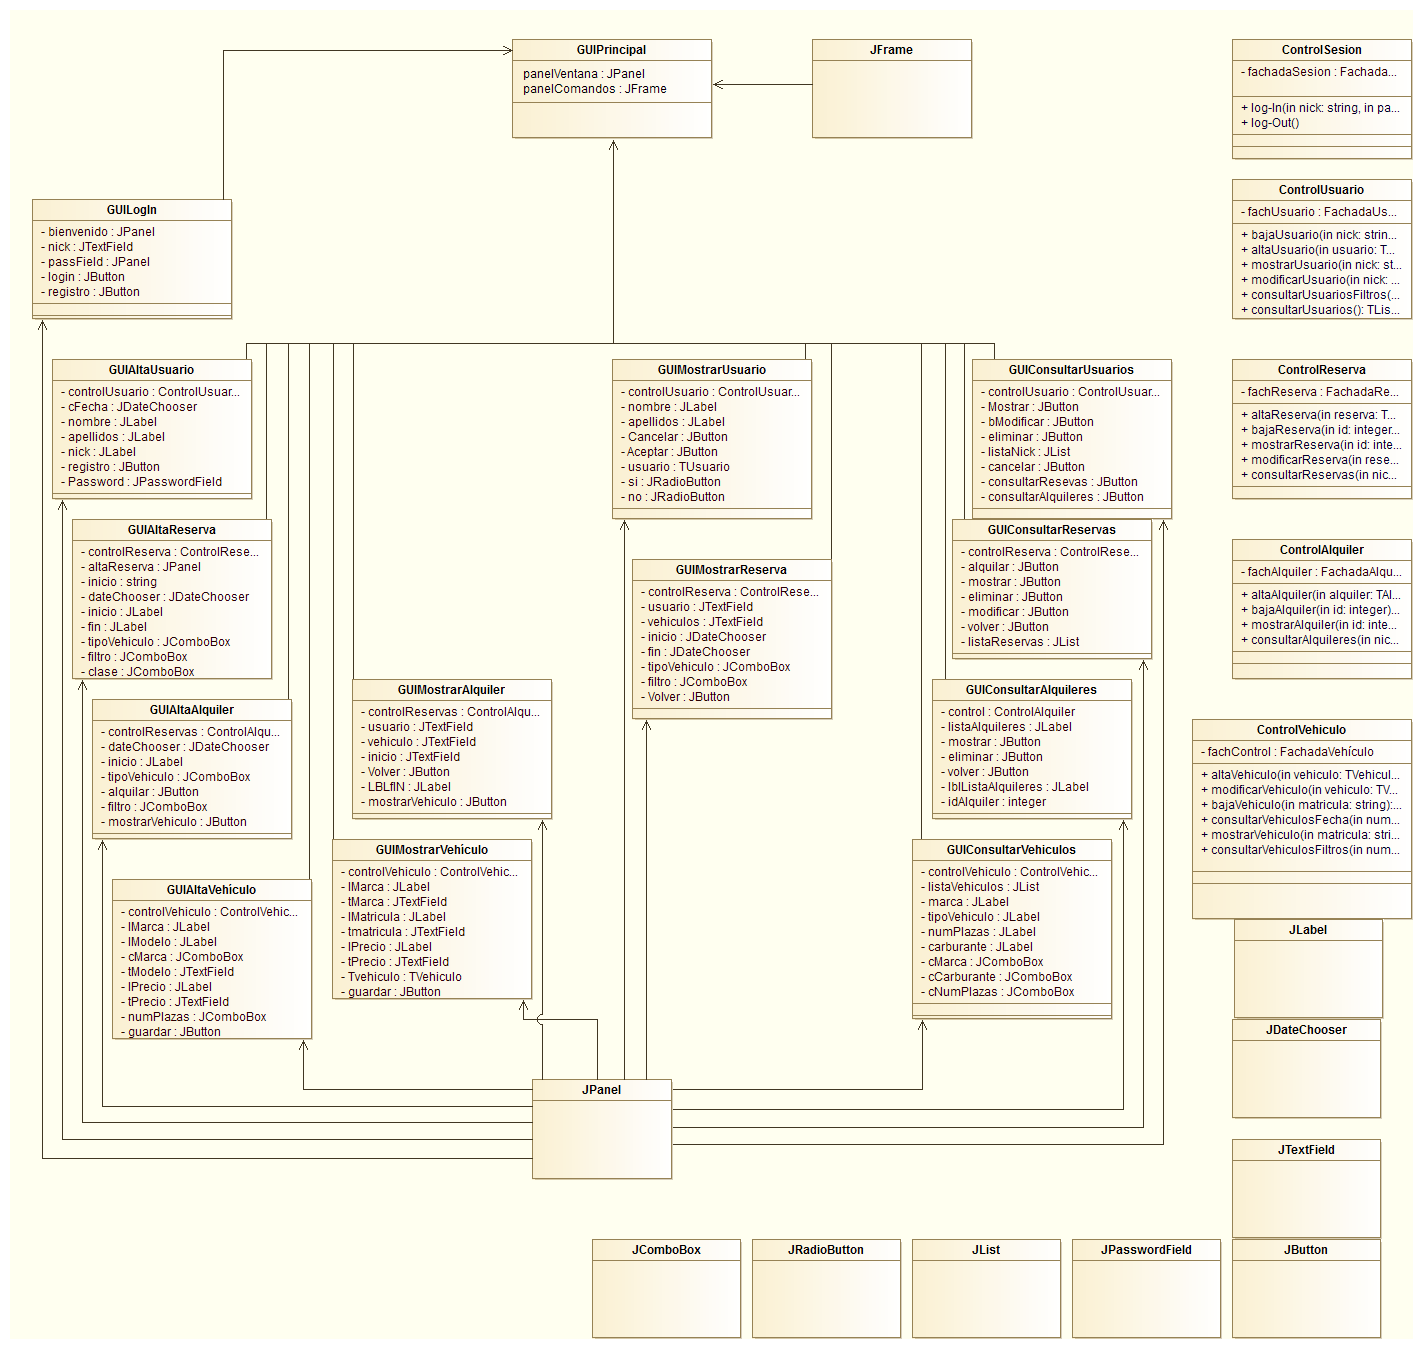 GUIPrincipal
panelVentana : JPanel
panelComandos : JFrame
JFrame
ControlSesion
- fachadaSesion : Fachada...
+ log-In(in nick: string, in pa...
+ log-Out()
ControlUsuario
- fachUsuario : FachadaUs...
+ bajaUsuario(in nick: strin...
+ altaUsuario(in usuario: T...
+ mostrarUsuario(in nick: st...
+ modificarUsuario(in nick: ...
+ consultarUsuariosFiltros(...
+ consultarUsuarios(): TLis...
GUILogIn
- bienvenido : JPanel
- nick : JTextField
- passField : JPanel
- login : JButton
- registro : JButton
GUIAltaUsuario
- controlUsuario : ControlUsuar...
- cFecha : JDateChooser
- nombre : JLabel
- apellidos : JLabel
- nick : JLabel
- registro : JButton
- Password : JPasswordField
GUIMostrarUsuario
- controlUsuario : ControlUsuar...
- nombre : JLabel
- apellidos : JLabel
- Cancelar : JButton
- Aceptar : JButton
- usuario : TUsuario
- si : JRadioButton
- no : JRadioButton
GUIConsultarUsuarios
- controlUsuario : ControlUsuar...
- Mostrar : JButton
- bModificar : JButton
- eliminar : JButton
- listaNick : JList
- cancelar : JButton
- consultarResevas : JButton
- consultarAlquileres : JButton
ControlReserva
- fachReserva : FachadaRe...
+ altaReserva(in reserva: T...
+ bajaReserva(in id: integer...
+ mostrarReserva(in id: inte...
+ modificarReserva(in rese...
+ consultarReservas(in nic...
GUIAltaReserva
- controlReserva : ControlRese...
- altaReserva : JPanel
- inicio : string
- dateChooser : JDateChooser
- inicio : JLabel
- fin : JLabel
- tipoVehiculo : JComboBox
- filtro : JComboBox
- clase : JComboBox
GUIMostrarReserva
- controlReserva : ControlRese...
- usuario : JTextField
- vehiculos : JTextField
- inicio : JDateChooser
- fin : JDateChooser
- tipoVehiculo : JComboBox
- filtro : JComboBox
- Volver : JButton
GUIConsultarReservas
- controlReserva : ControlRese...
- alquilar : JButton
- mostrar : JButton
- eliminar : JButton
- modificar : JButton
- volver : JButton
- listaReservas : JList
ControlAlquiler
- fachAlquiler : FachadaAlqu...
+ altaAlquiler(in alquiler: TAl...
+ bajaAlquiler(in id: integer)...
+ mostrarAlquiler(in id: inte...
+ consultarAlquileres(in nic...
GUIAltaAlquiler
- controlReservas : ControlAlqu...
- dateChooser : JDateChooser
- inicio : JLabel
- tipoVehiculo : JComboBox
- alquilar : JButton
- filtro : JComboBox
- mostrarVehiculo : JButton
GUIMostrarAlquiler
- controlReservas : ControlAlqu...
- usuario : JTextField
- vehiculo : JTextField
- inicio : JTextField
- Volver : JButton
- LBLfIN : JLabel
- mostrarVehiculo : JButton
GUIConsultarAlquileres
- control : ControlAlquiler
- listaAlquileres : JLabel
- mostrar : JButton
- eliminar : JButton
- volver : JButton
- lblListaAlquileres : JLabel
- idAlquiler : integer
ControlVehiculo
- fachControl : FachadaVehículo
+ altaVehiculo(in vehiculo: TVehicul...
+ modificarVehiculo(in vehiculo: TV...
+ bajaVehiculo(in matricula: string):...
+ consultarVehiculosFecha(in num...
+ mostrarVehiculo(in matricula: stri...
+ consultarVehiculosFiltros(in num...
GUIAltaVehículo
- controlVehiculo : ControlVehic...
- lMarca : JLabel
- lModelo : JLabel
- cMarca : JComboBox
- tModelo : JTextField
- lPrecio : JLabel
- tPrecio : JTextField
- numPlazas : JComboBox
- guardar : JButton
GUIMostrarVehículo
- controlVehiculo : ControlVehic...
- lMarca : JLabel
- tMarca : JTextField
- lMatricula : JLabel
- tmatricula : JTextField
- lPrecio : JLabel
- tPrecio : JTextField
- Tvehiculo : TVehiculo
- guardar : JButton
GUIConsultarVehiculos
- controlVehiculo : ControlVehic...
- listaVehiculos : JList
- marca : JLabel
- tipoVehiculo : JLabel
- numPlazas : JLabel
- carburante : JLabel
- cMarca : JComboBox
- cCarburante : JComboBox
- cNumPlazas : JComboBox
JLabel
JDateChooser
JPanel
JTextField
JComboBox
JRadioButton
JList
JPasswordField
JButton